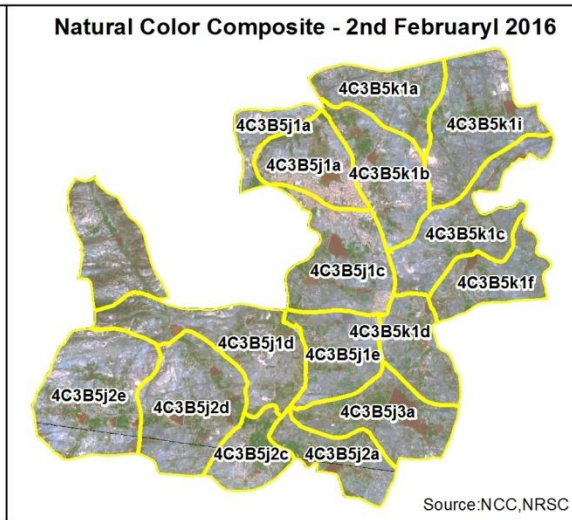 Natural Color Composite - 2nd Februaryl 2016
4C3B5k1a
4C3B5j1a
4C3B5k1i
4C3B5j1a
4C3B5k1b
4C3B5k1c
4C3B5j1c
4C3B5k1f
4C3B5k1d
4C3B5j1d
4C3B5j1e
4C3B5j2e
4C3B5j2d
4C3B5j3a
4C3B5j2c
4C3B5j2a
Source:NCC,NRSC